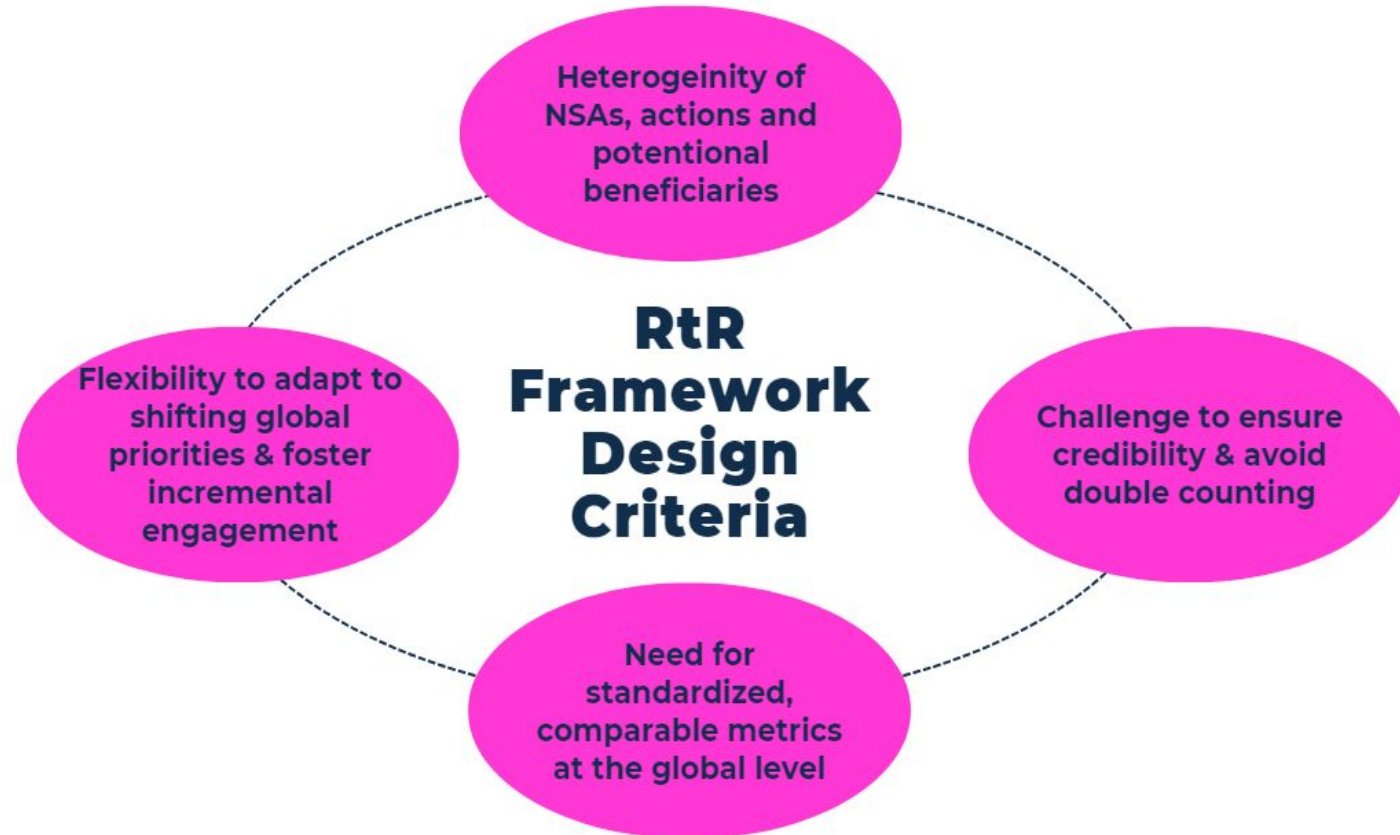 Heterogeinity of
NSAs, actions and
potentional
beneficiaries
RtR
Framework
Design
Criteria
Flexibility to adapt to
shifting global
priorities & foster
incremental
engagement
Challenge to ensure
credibility & avoid
double counting
Need for
standardized,
comparable metrics
at the global level